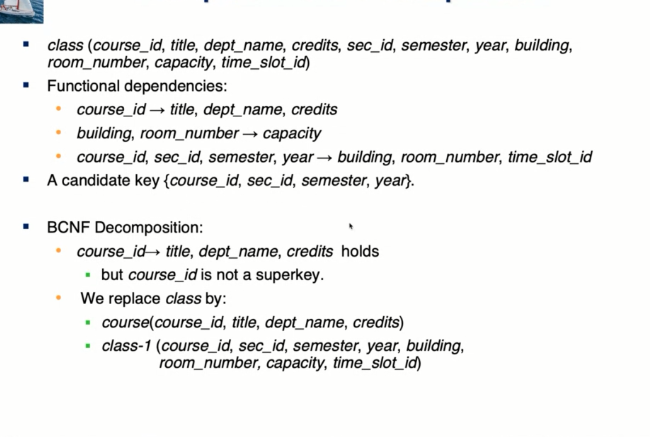 class (course_id, title, dept_name, credits, sec_id, semester, year, building,
room_number, capacity, time_slot_id)
Functional dependencies:
course_id → title, dept_name, credits
building, room_number → capacity
course_id, sec_id, semester, year → building, room_number, time_slot_id
A candidate key {course_id, sec_id, semester, year}.
BCNF Decomposition:
course_id→ title, dept_name, credits holds
but course_id is not a superkey.
We replace class by:
course(course_id, title, dept_name, credits)
class-1 (course_id, sec_id, semester, year, building,
room_number, capacity, time_slot_id)